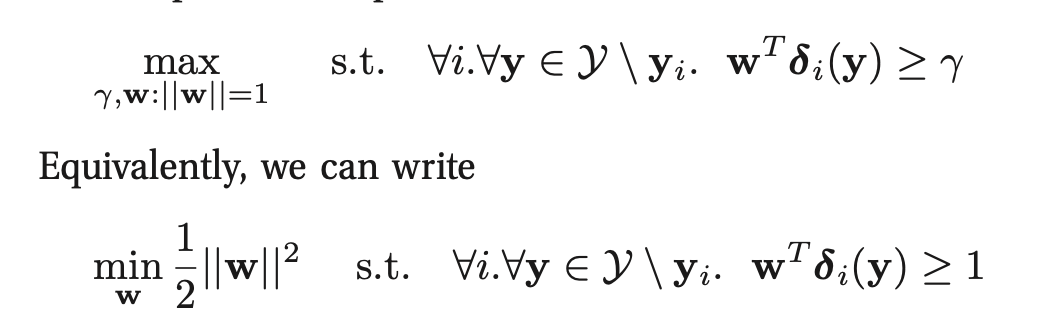 max γ,w:||w||=1 s.t. ∀i.∀y ∈ 𝒴 \ yᵢ. wᵀδᵢ(y) ≥ γ
Equivalently, we can write
min w 1/2 ||w||² s.t. ∀i.∀y ∈ 𝒴 \ yᵢ. wᵀδᵢ(y) ≥ 1